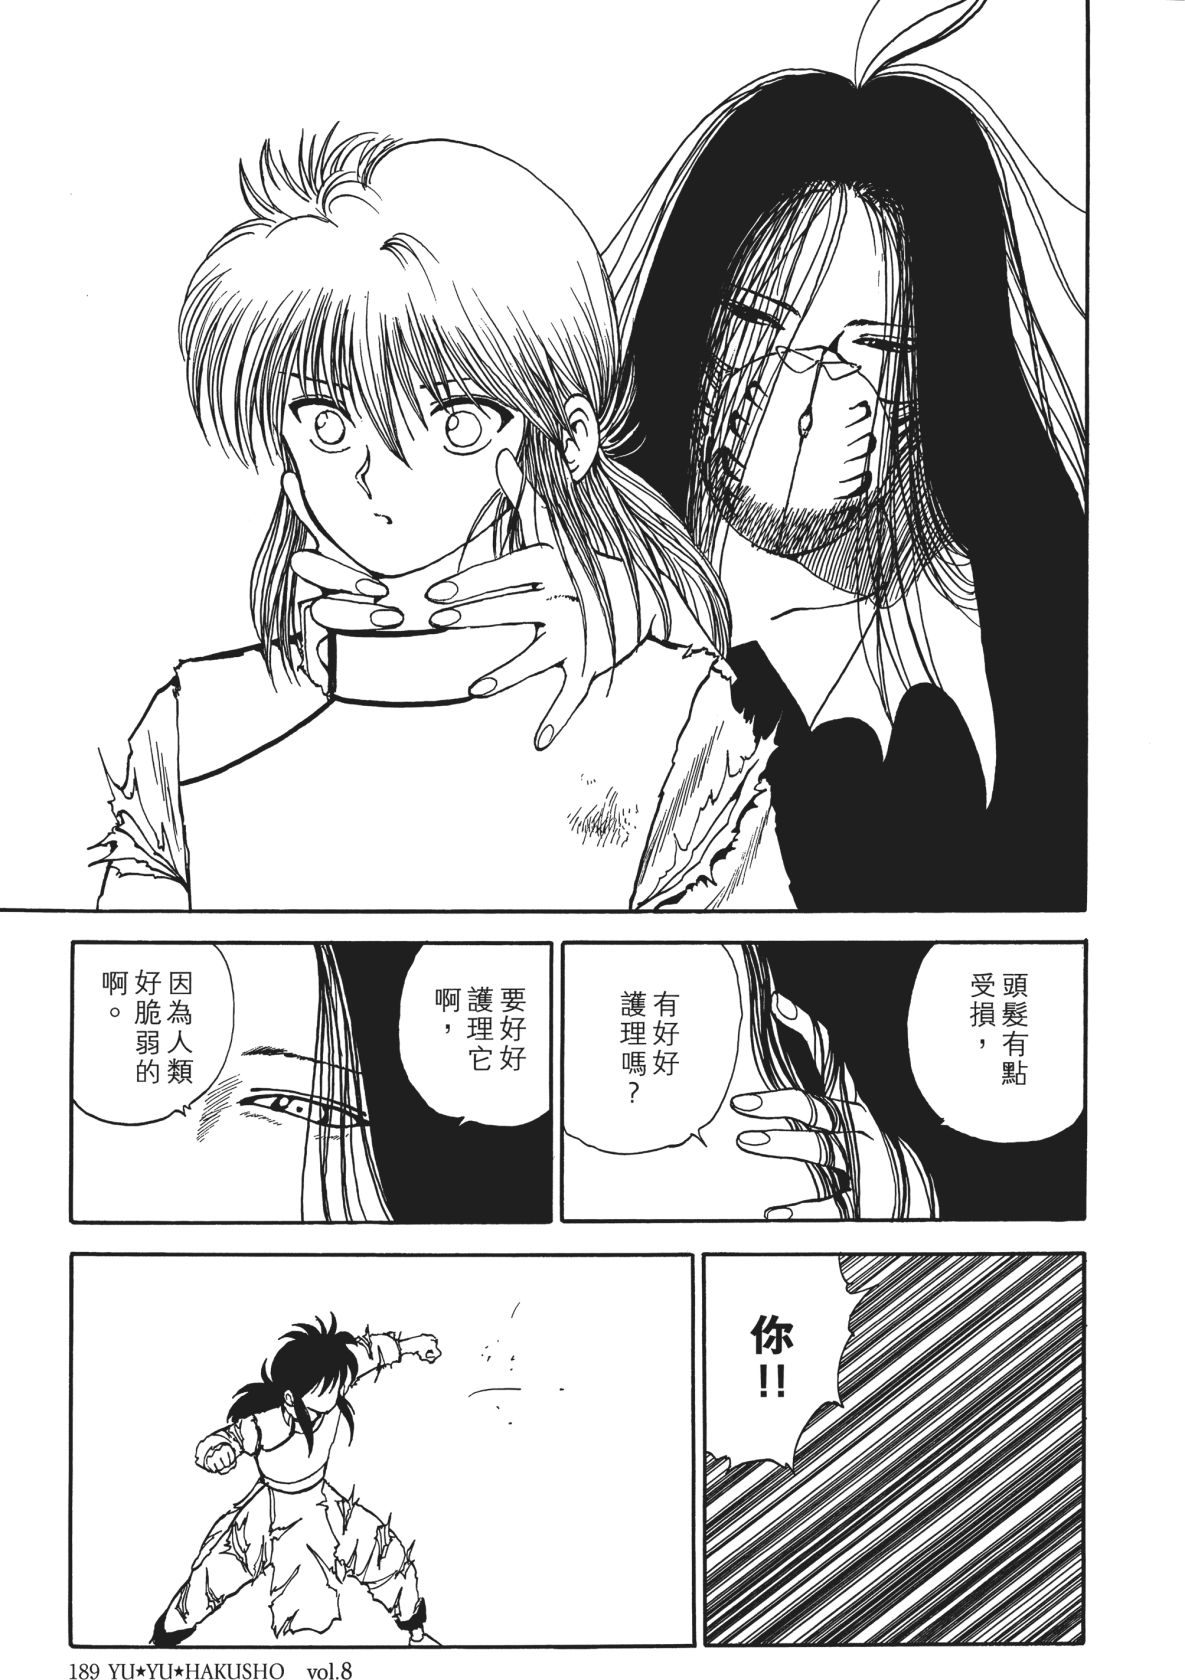 頭髮有點
受損，
有好好
護理嗎？
要好好
護理它
啊，
因為人類
好脆弱的
啊。
你!!
189 YU★YU★HAKUSHO vol.8